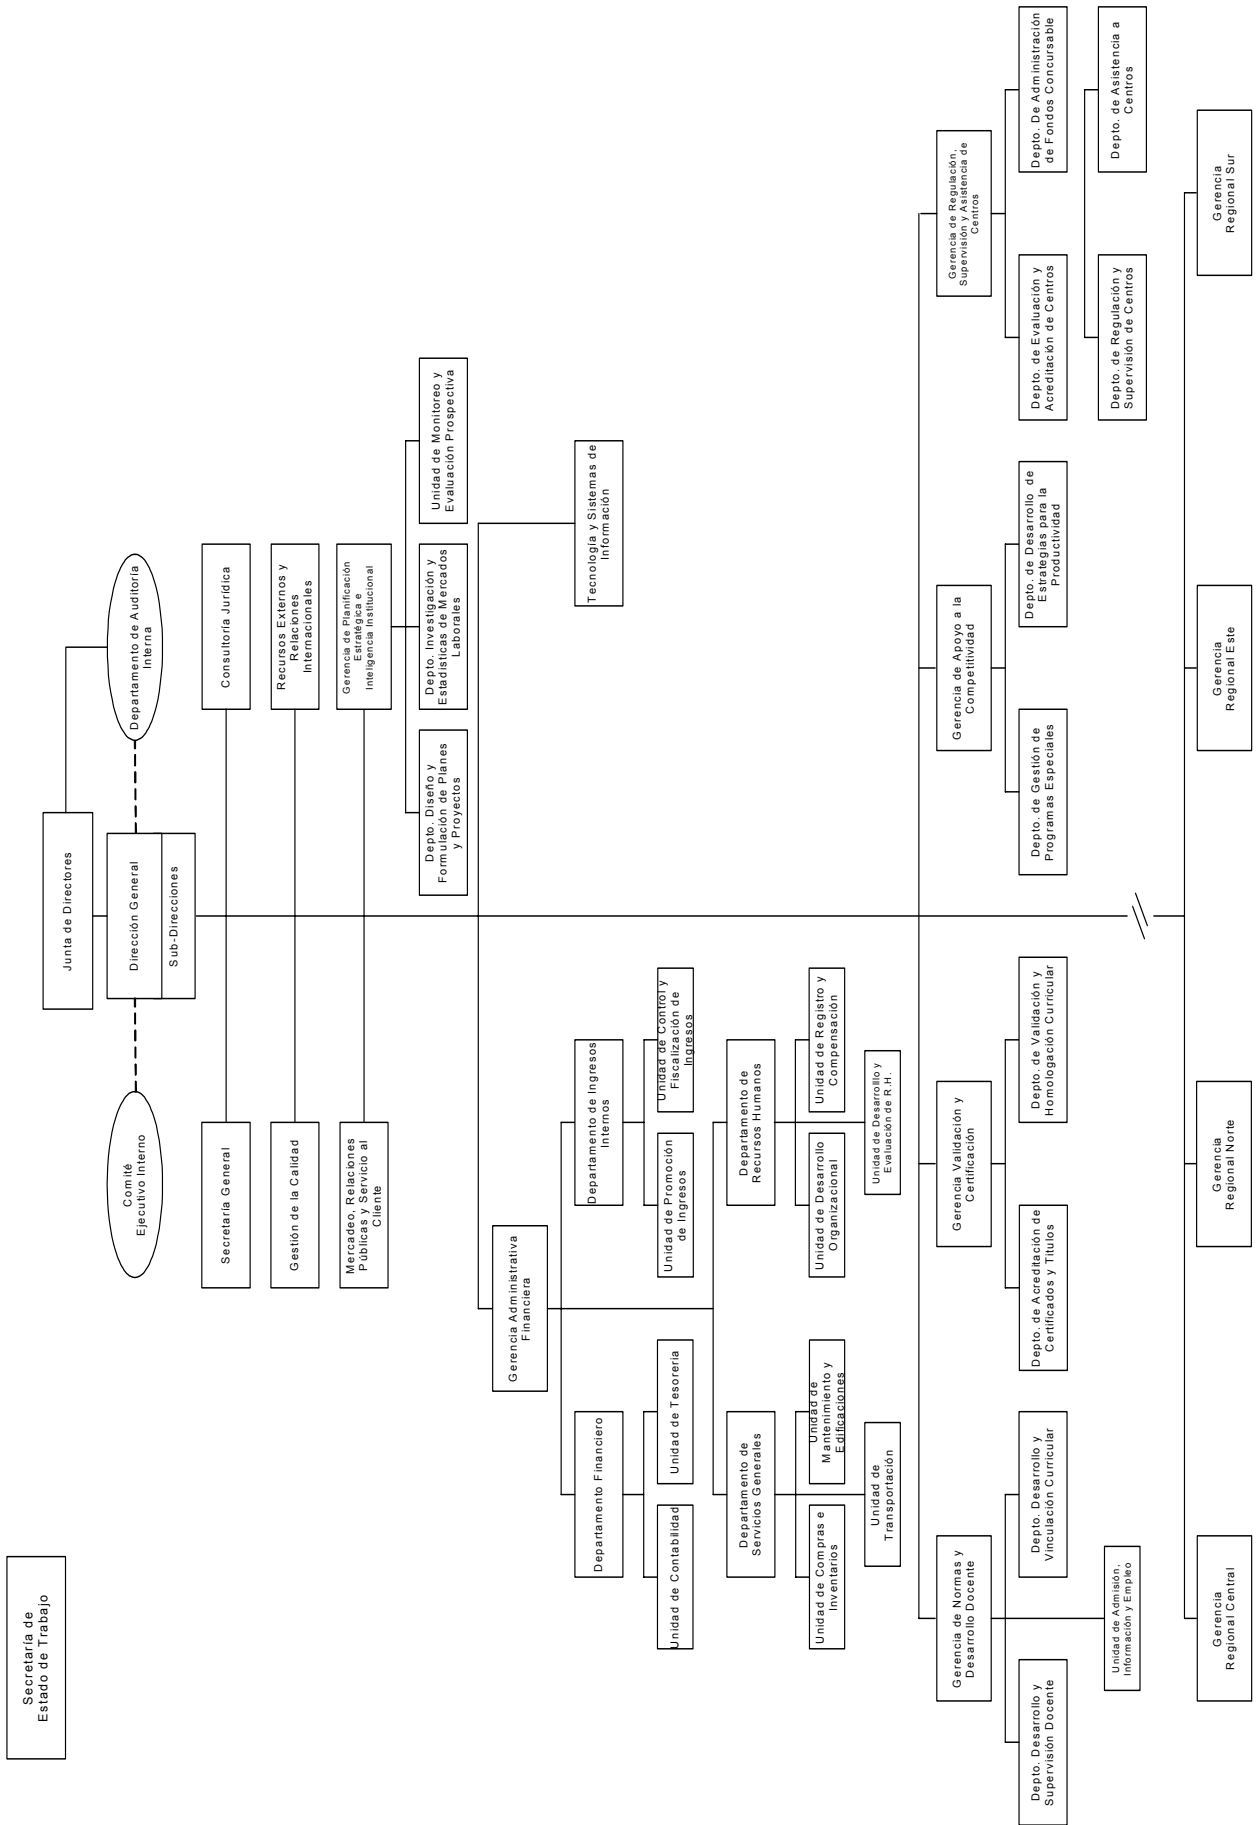 Secretaría de
Estado de Trabajo
Junta de Directores
Comité
Ejecutivo Interno
Dirección General
Departamento de Auditoría
Interna
Sub-Direcciones
Secretaría General
Consultoría Jurídica
Gestión de la Calidad
Recursos Externos y
Relaciones
Internacionales
Mercadeo, Relaciones
Públicas y Servicio al
Cliente
Gerencia de Planificación
Estratégica e
Inteligencia Institucional
Depto. Diseño y
Formulación de Planes
y Proyectos
Depto. Investigación y
Estadísticas de Mercados
Laborales
Unidad de Monitoreo y
Evaluación Prospectiva
Gerencia Administrativa
Financiera
Tecnología y Sistemas de
Información
Departamento Financiero
Departamento de Ingresos
Internos
Unidad de Contabilidad
Unidad de Tesorería
Unidad de Promoción
de Ingresos
Unidad de Control y
Fiscalización de
Ingresos
Departamento de
Servicios Generales
Departamento de
Recursos Humanos
Unidad de Compras e
Inventarios
Unidad de
Mantenimiento y
Edificaciones
Unidad de Desarrollo
Organizacional
Unidad de Registro y
Compensación
Unidad de
Transportación
Unidad de Desarrolllo y
Evaluación de R.H.
Gerencia de Normas y
Desarrollo Docente
Gerencia Validación y
Certificación
Gerencia de Apoyo a la
Competitividad
Gerencia de Regulación,
Supervisión y Asistencia de
Centros
Depto. Desarrollo y
Supervisión Docente
Depto. Desarrollo y
Vinculación Curricular
Depto. de Acreditación de
Certificados y Titulos
Depto. de Validación y
Homologación Curricular
Depto. de Gestión de
Programas Especiales
Depto. de Desarrollo de
Estrategias para la
Productividad
Depto. de Evaluación y
Acreditación de Centros
Depto. De Administración
de Fondos Concursable
Unidad de Admisión,
Información y Empleo
Depto. de Regulación y
Supervisión de Centros
Depto. de Asistencia a
Centros
Gerencia
Regional Central
Gerencia
Regional Norte
Gerencia
Regional Este
Gerencia
Regional Sur